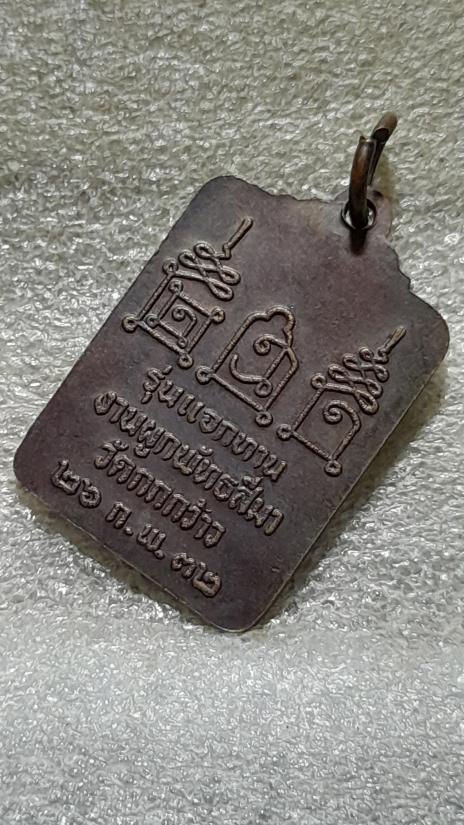 รุ่นแจกทาน
งานผูกพัทธสีมา
วัดกกกว้าว
๒๖ ก.พ. ๓๒